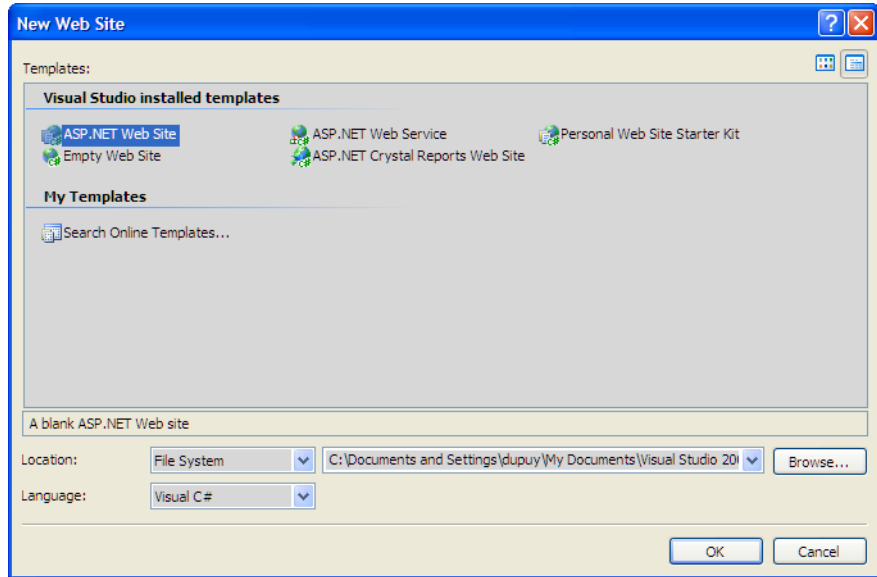 New Web Site
Templates:
Visual Studio installed templates
ASP.NET Web Site
ASP.NET Web Service
Personal Web Site Starter Kit
Empty Web Site
ASP.NET Crystal Reports Web Site
My Templates
Search Online Templates...
A blank ASP.NET Web site
Location:
File System
C:\Documents and Settings\dupuy\My Documents\Visual Studio 20
Browse...
Language:
Visual C#
OK
Cancel